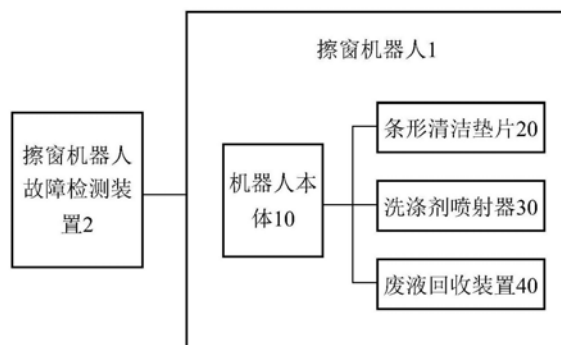 擦窗机器人1
擦窗机器人
故障检测装
置2
机器人本
体10
条形清洁垫片20
洗涤剂喷射器30
废液回收装置40